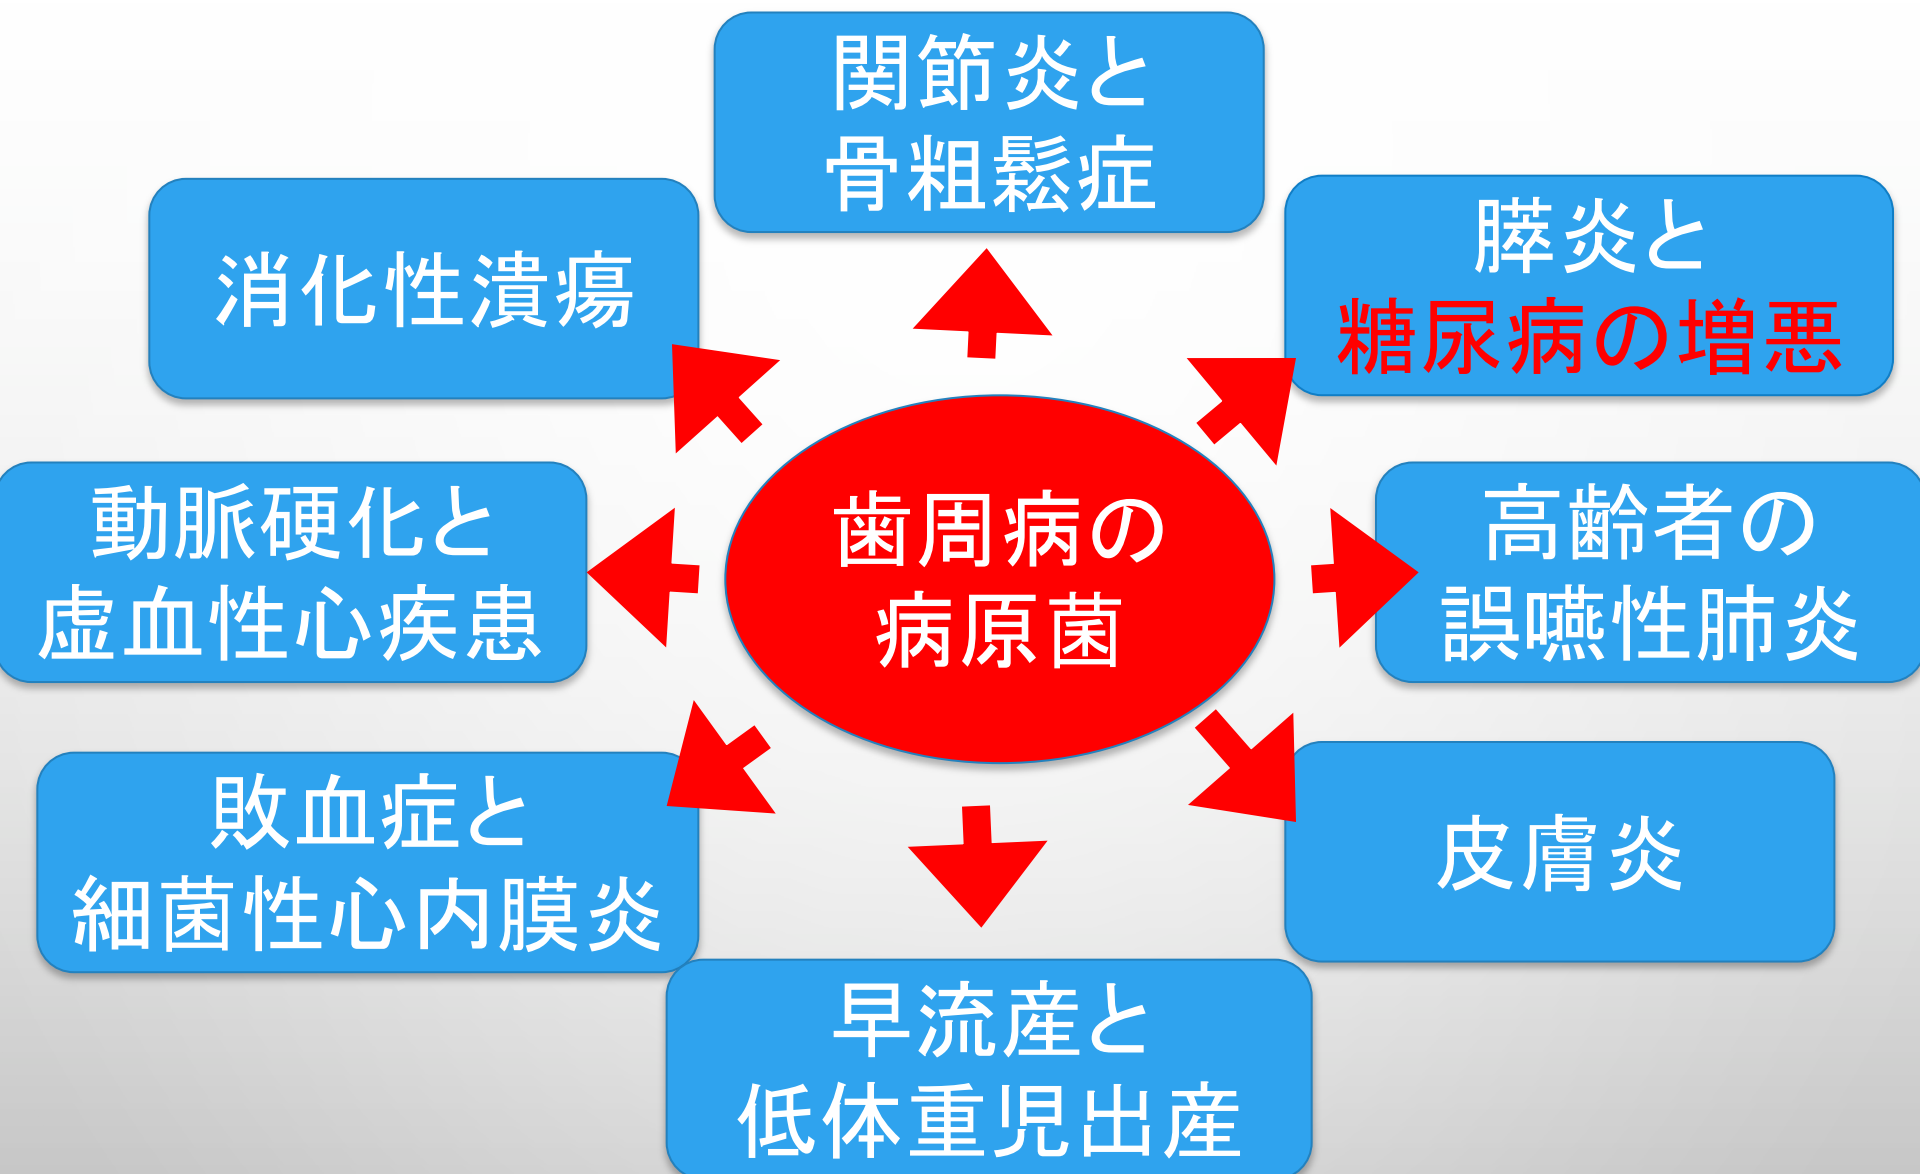 関節炎と
骨粗鬆症
消化性潰瘍
膵炎と
糖尿病の増悪
動脈硬化と
虚血性心疾患
歯周病の
病原菌
高齢者の
誤嚥性肺炎
敗血症と
細菌性心内膜炎
皮膚炎
早流産と
低体重児出産